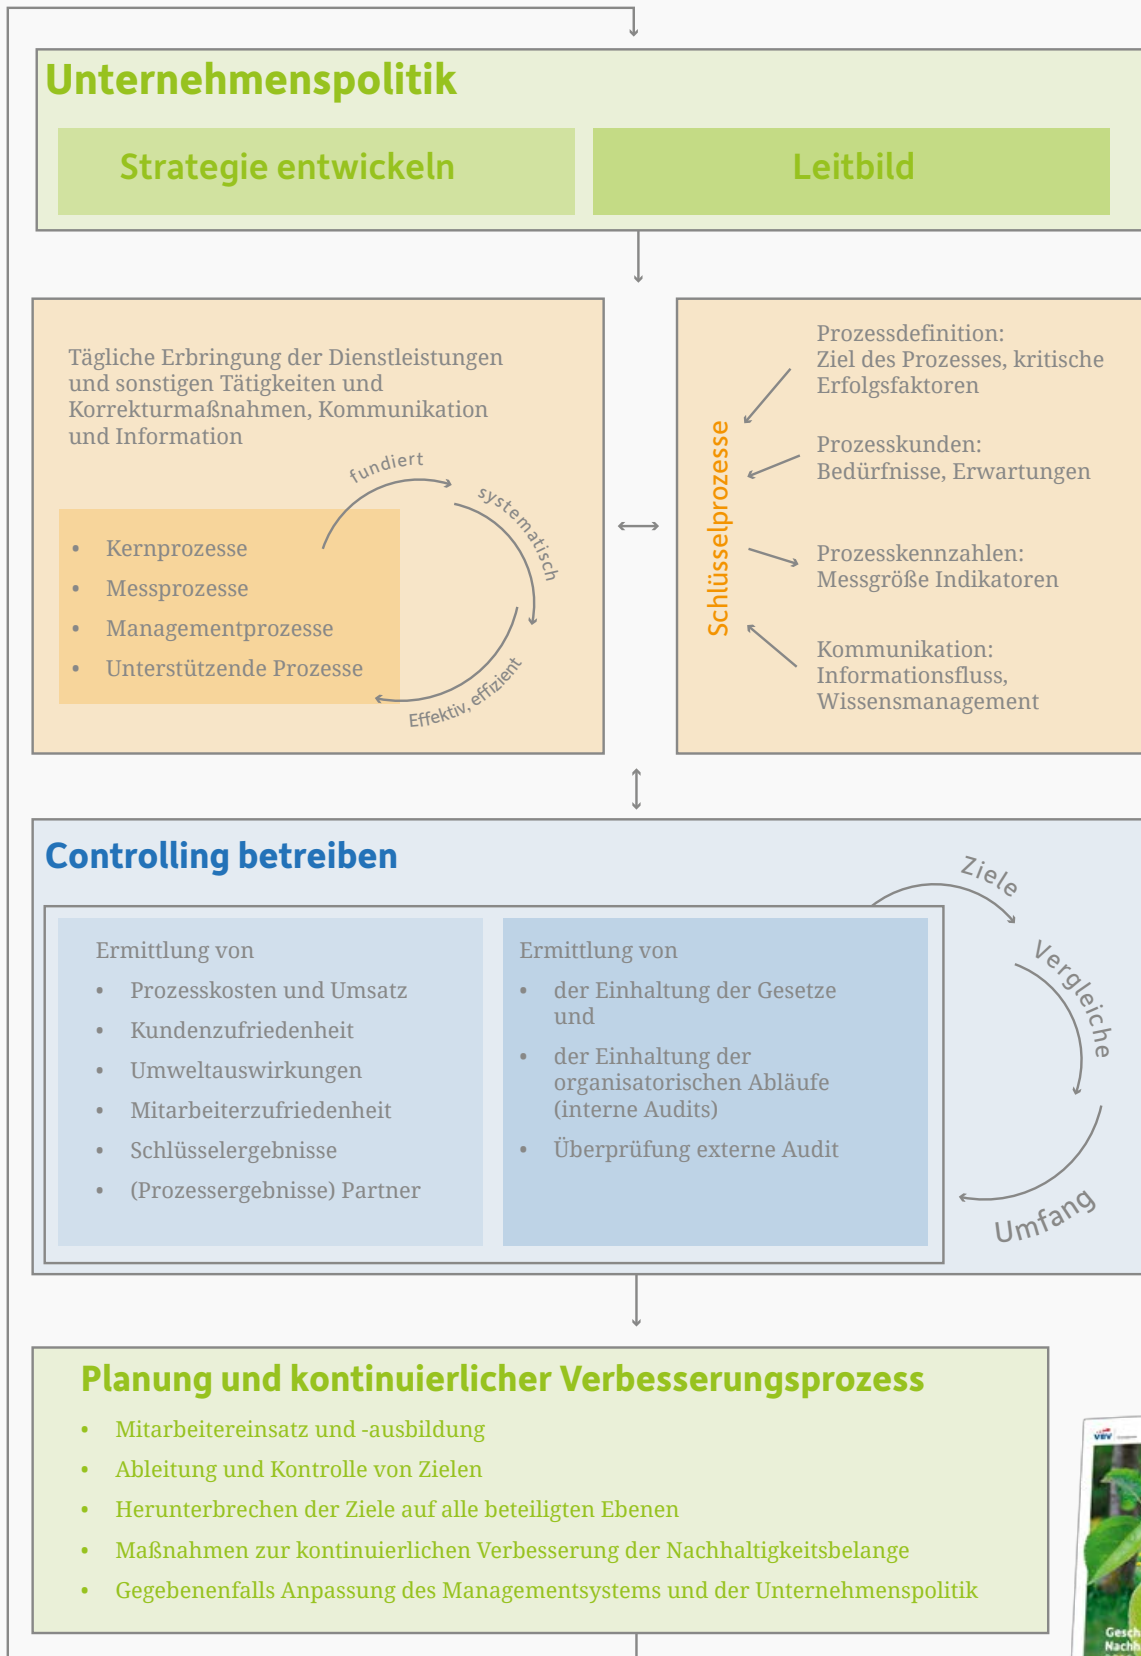 Unternehmenspolitik
Strategie entwickeln
Leitbild
Tägliche Erbringung der Dienstleistungen
und sonstigen Tätigkeiten und
Korrekturmaßnahmen, Kommunikation
und Information
fundiert
systematisch
Effektiv, effizient
• Kernprozesse
• Messprozesse
• Managementprozesse
• Unterstützende Prozesse
Schlüsselprozesse
Prozessdefinition:
Ziel des Prozesses, kritische
Erfolgsfaktoren
Prozesskunden:
Bedürfnisse, Erwartungen
Prozesskennzahlen:
Messgröße Indikatoren
Kommunikation:
Informationsfluss,
Wissensmanagement
Controlling betreiben
Ermittlung von
• Prozesskosten und Umsatz
• Kundenzufriedenheit
• Umweltauswirkungen
• Mitarbeiterzufriedenheit
• Schlüsselergebnisse
• (Prozessergebnisse) Partner
Ermittlung von
• der Einhaltung der Gesetze
und
• der Einhaltung der
organisatorischen Abläufe
(interne Audits)
• Überprüfung externe Audit
Ziele
Vergleiche
Umfang
Planung und kontinuierlicher Verbesserungsprozess
• Mitarbeitereinsatz und -ausbildung
• Ableitung und Kontrolle von Zielen
• Herunterbrechen der Ziele auf alle beteiligten Ebenen
• Maßnahmen zur kontinuierlichen Verbesserung der Nachhaltigkeitsbelange
• Gegebenenfalls Anpassung des Managementsystems und der Unternehmenspolitik
VBV
Gesch
Nachh